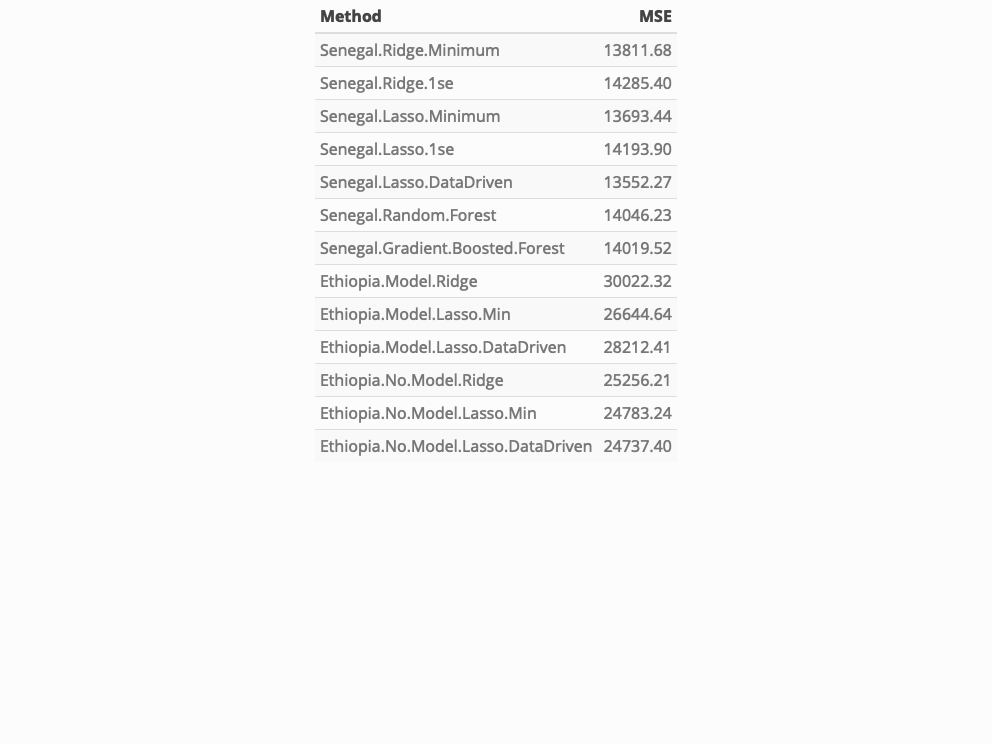 Method MSE
Senegal.Ridge.Minimum 13811.68
Senegal.Ridge.1se 14285.40
Senegal.Lasso.Minimum 13693.44
Senegal.Lasso.1se 14193.90
Senegal.Lasso.DataDriven 13552.27
Senegal.Random.Forest 14046.23
Senegal.Gradient.Boosted.Forest 14019.52
Ethiopia.Model.Ridge 30022.32
Ethiopia.Model.Lasso.Min 26644.64
Ethiopia.Model.Lasso.DataDriven 28212.41
Ethiopia.No.Model.Ridge 25256.21
Ethiopia.No.Model.Lasso.Min 24783.24
Ethiopia.No.Model.Lasso.DataDriven 24737.40